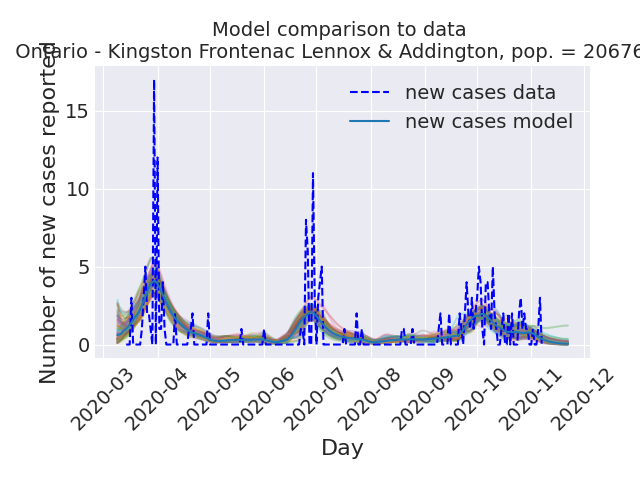 Model comparison to data
Ontario - Kingston Frontenac Lennox & Addington, pop. = 20676
Number of new cases reported
15
10
5
0
new cases data
new cases model
2020-03
2020-04
2020-05
2020-06
2020-07
2020-08
2020-09
2020-10
2020-11
2020-12
Day